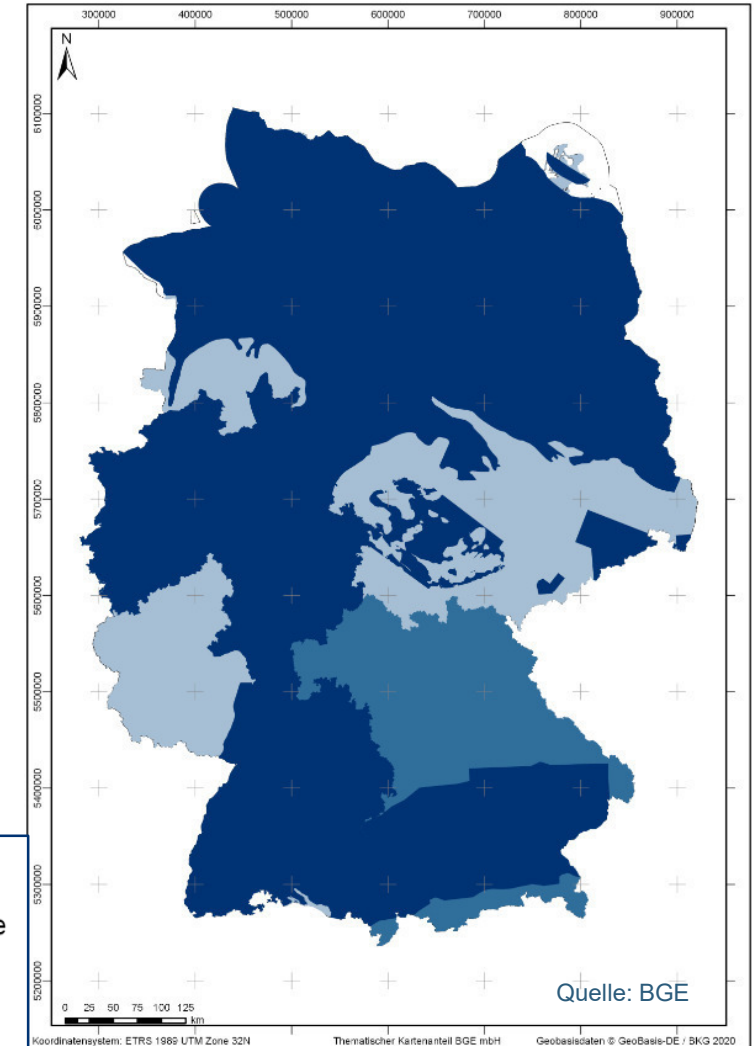 300000 400000 500000 600000 700000 800000 900000
N
6100000
6000000
5900000
5800000
5700000
5600000
5500000
5400000
5300000
5200000
e
Quelle: BGE
0 25 50 75 100 125
km
Koordinatensystem: ETRS 1989 UTM Zone 32N Thematischer Kartenanteil BGE mbH Geobasisdaten © GeoBasis-DE / BKG 2020